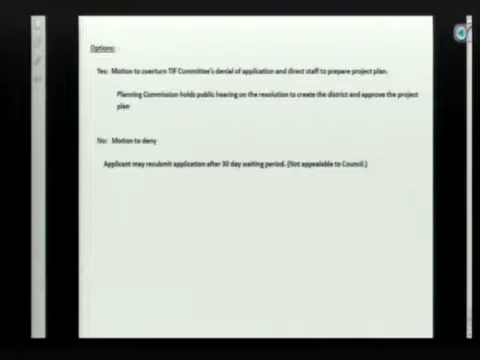 Options:
Yes: Motion to overturn TIF Committee's denial of application and direct staff to prepare project plan.
Planning Commission holds public hearing on the resolution to create the district and approve the project
plan
No: Motion to deny
Applicant may resubmit application after 30 day waiting period. (Not appealable to Council.)